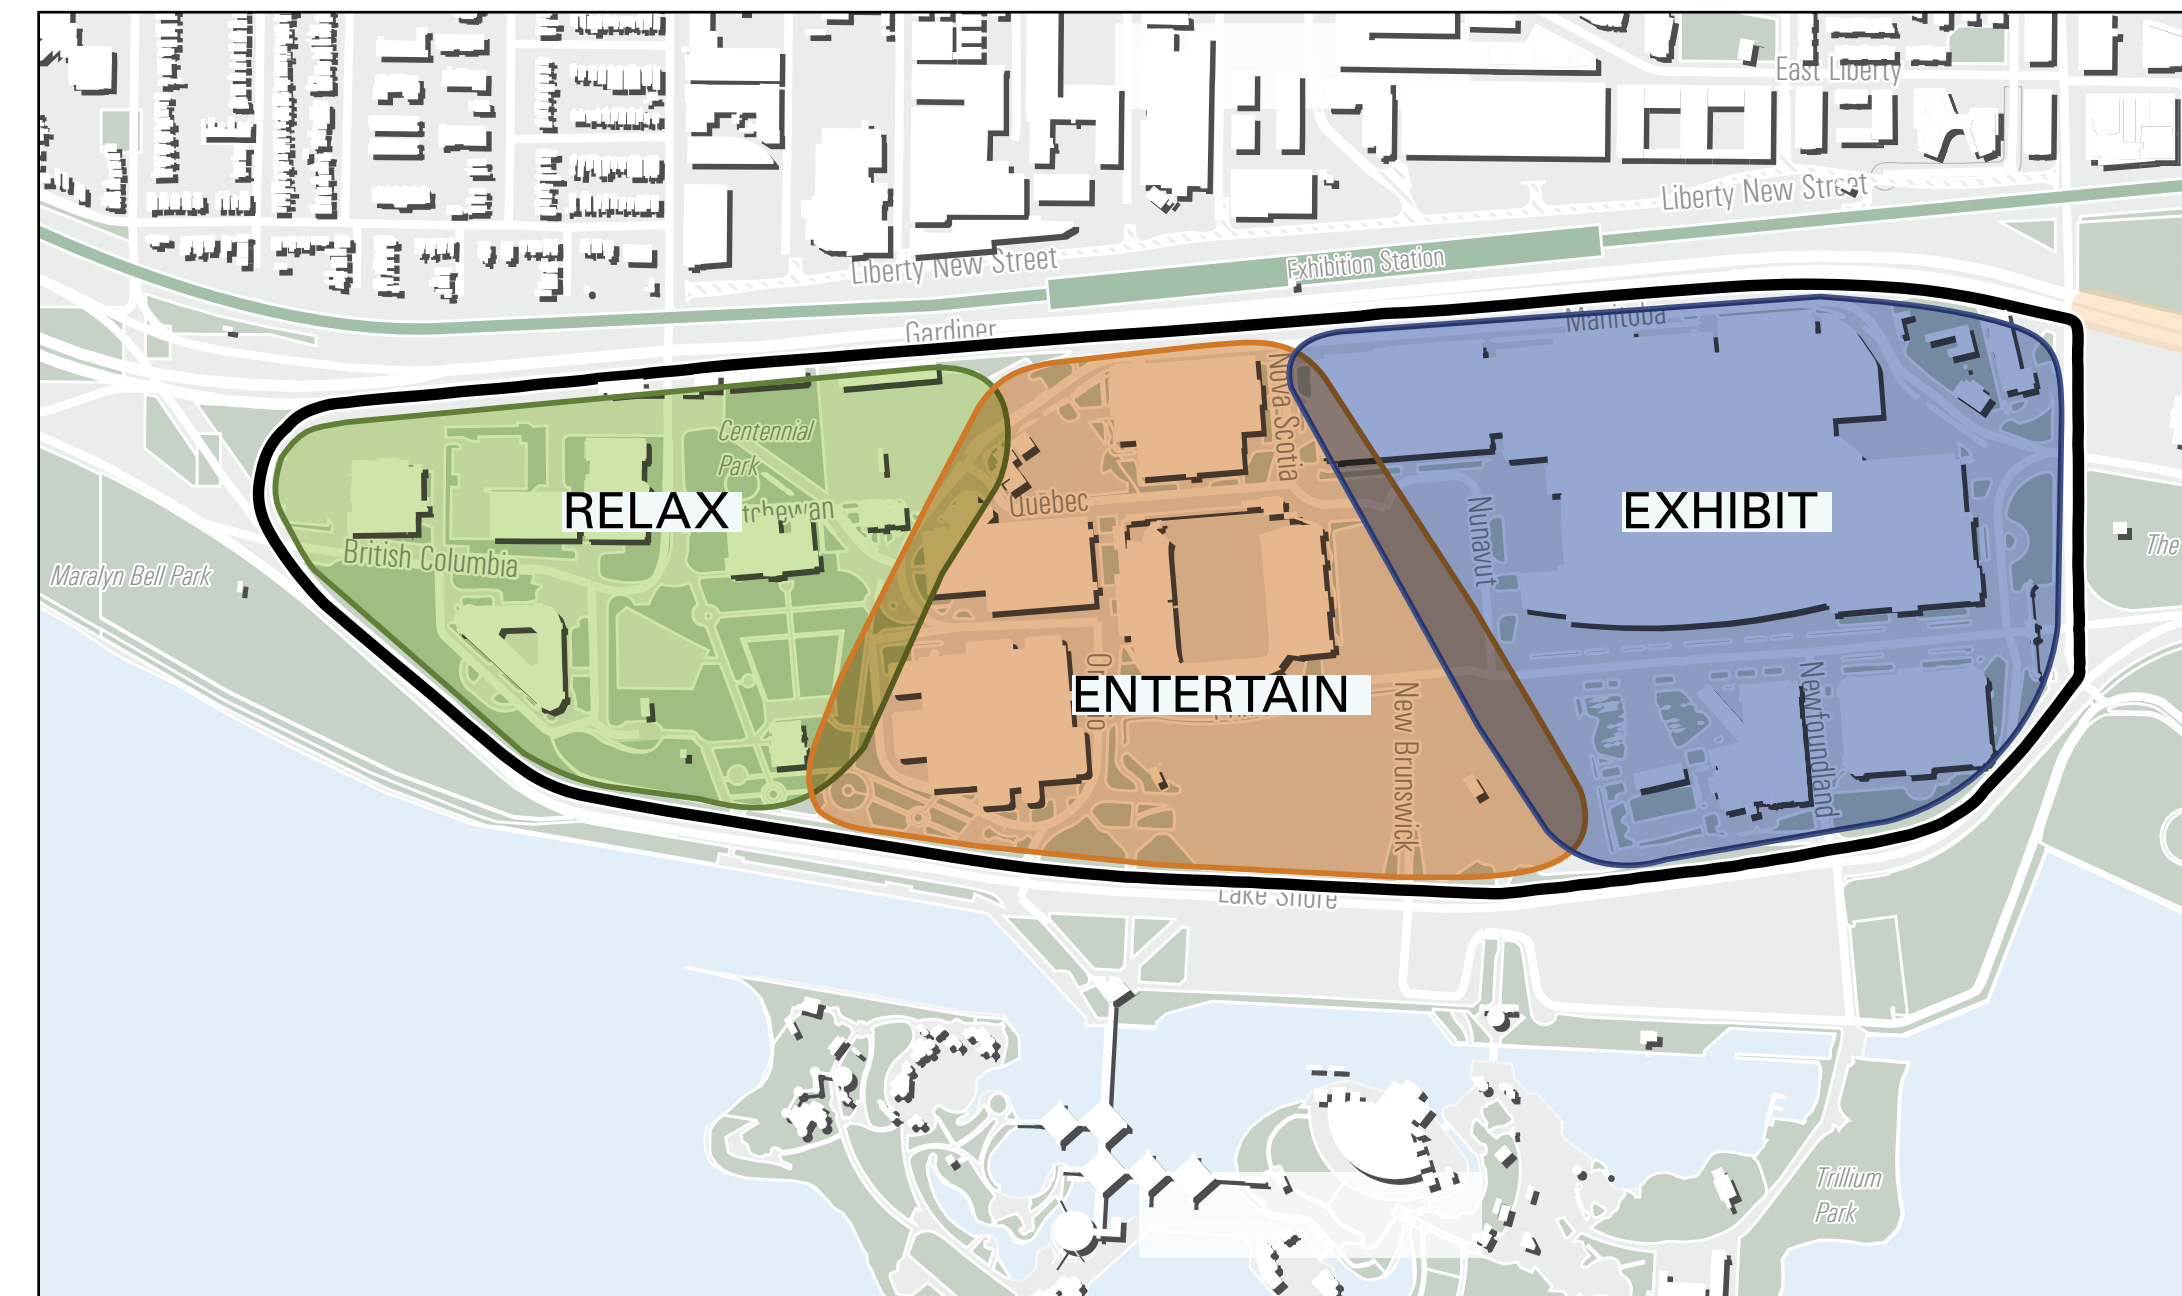 East Liberty
Liberty New Street
Liberty New Street
Exhibition Station
Gardiner
Manitoba
Nova Scotia
Centennial
Park
RELAX
tchewan
Quebec
EXHIBIT
Nunavut
British Columbia
Maralyn Bell Park
The
ENTERTAIN
New Brunswick
Newfoundland
Lake Shore
Trillium
Park